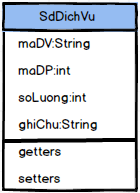 SdDichVu
maDV:String
maDP:int
soLuong:int
ghiChu:String
getters
setters